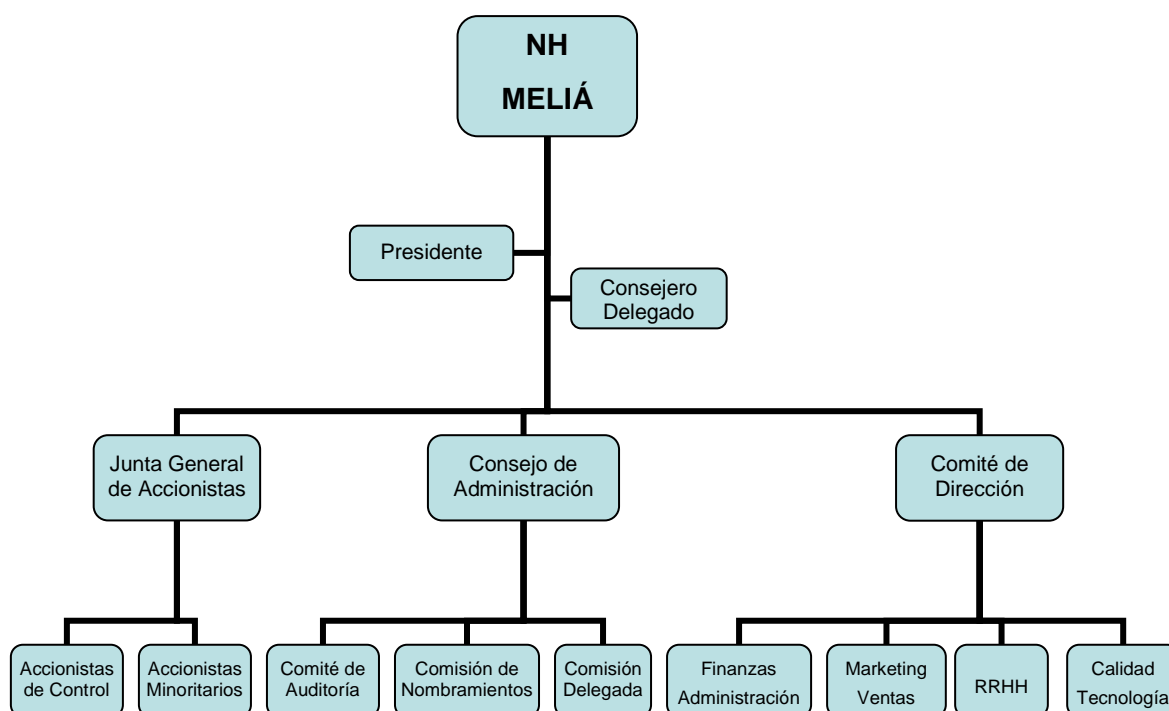 NH
MELIÁ
Presidente
Consejero
Delegado
Junta General
de Accionistas
Consejo de
Administración
Comité de
Dirección
Accionistas
de Control
Accionistas
Minoritarios
Comité de
Auditoría
Comisión de
Nombramientos
Comisión
Delegada
Finanzas
Administración
Marketing
Ventas
RRHH
Calidad
Tecnología